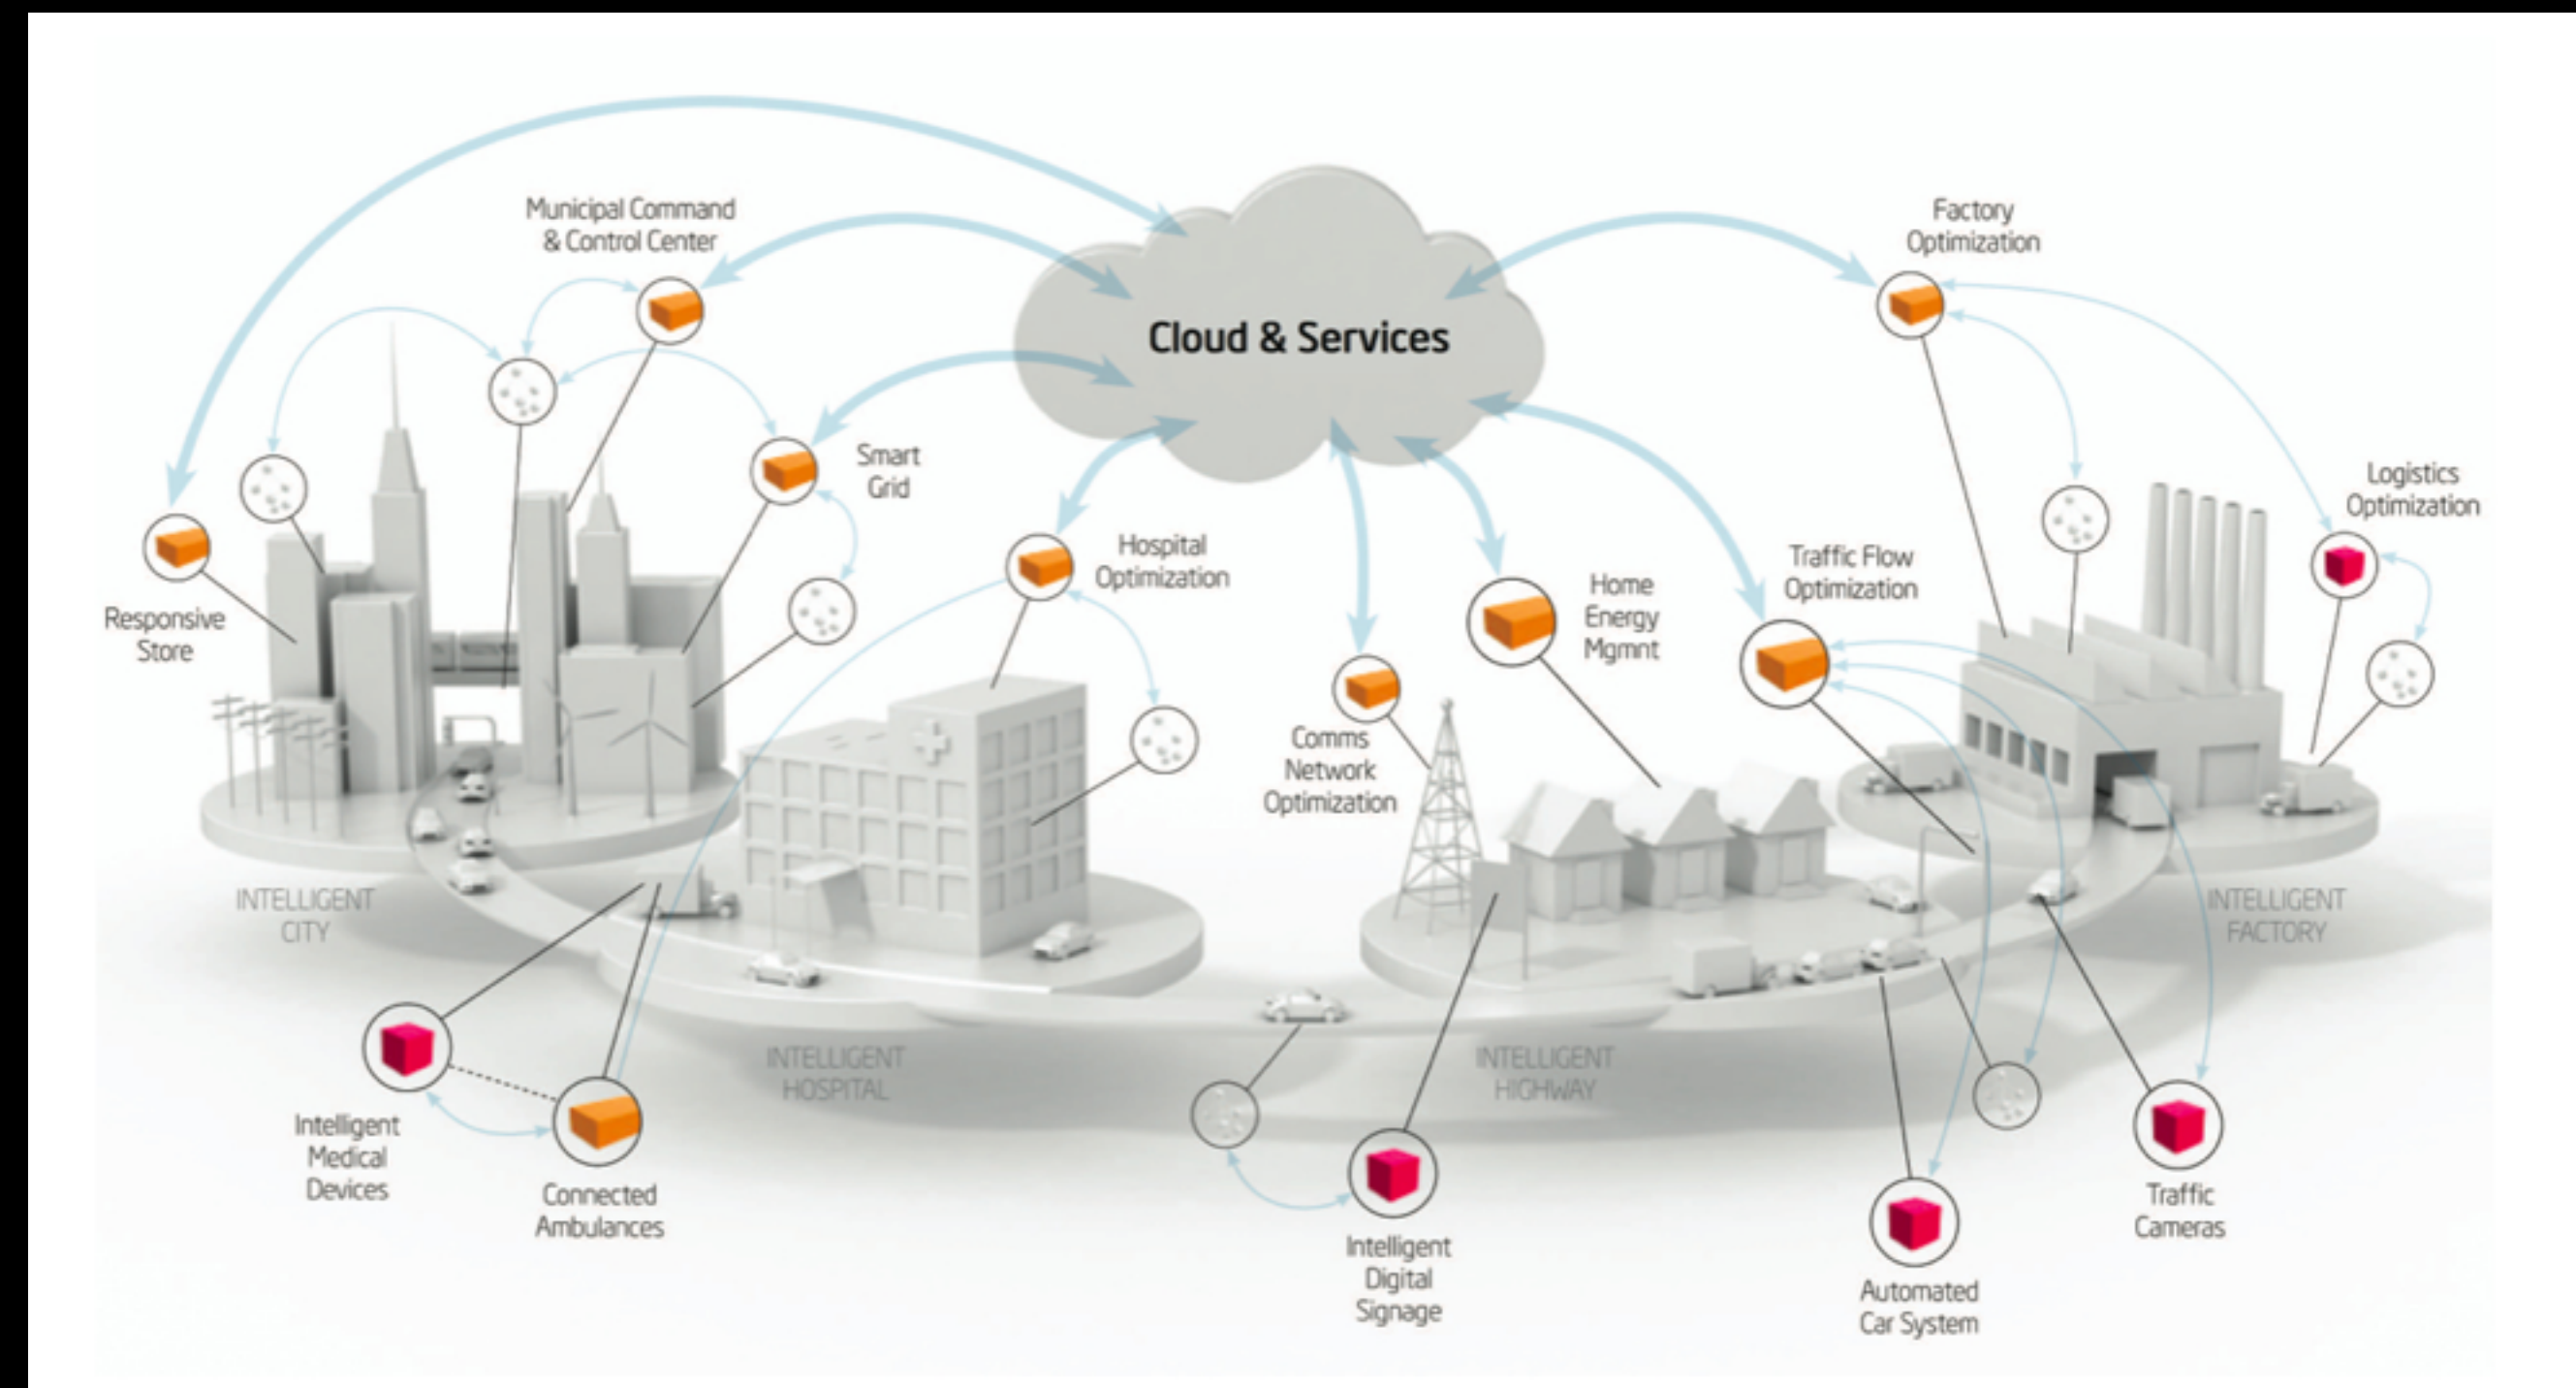 Municipal Command
& Control Center
Factory
Optimization
Cloud & Services
Smart
Grid
Logistics
Optimization
Hospital
Optimization
Traffic Flow
Optimization
Home
Energy
Mgmnt
Responsive
Store
Comms
Network
Optimization
INTELLIGENT
CITY
INTELLIGENT
FACTORY
INTELLIGENT
HOSPITAL
INTELLIGENT
HIGHWAY
Intelligent
Medical
Devices
Connected
Ambulances
Traffic
Cameras
Intelligent
Digital
Signage
Automated
Car System